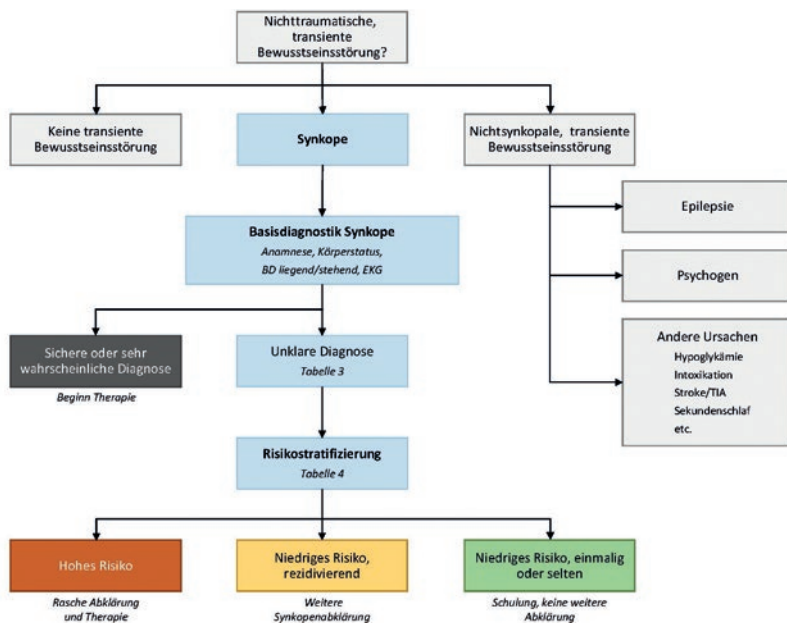 Nichttraumatische,
transiente
Bewusstseinsstörung?
Keine transiente
Bewusstseinsstörung
Synkope
Nichtsynkopale, transiente
Bewusstseinsstörung
Epilepsie
Basisdiagnostik Synkope
Anamnese, Körperstatus,
BD liegend/stehend, EKG
Psychogen
Sichere oder sehr
wahrscheinliche Diagnose
Beginn Therapie
Unklare Diagnose
Tabelle 3
Andere Ursachen
Hypoglykämie
Intoxikation
Stroke/TIA
Sekundenschlaf
etc.
Risikostratifizierung
Tabelle 4
Hohes Risiko
Rasche Abklärung
und Therapie
Niedriges Risiko,
rezidivierend
Weitere
Synkopenabklärung
Niedriges Risiko, einmalig
oder selten
Schulung, keine weitere
Abklärung